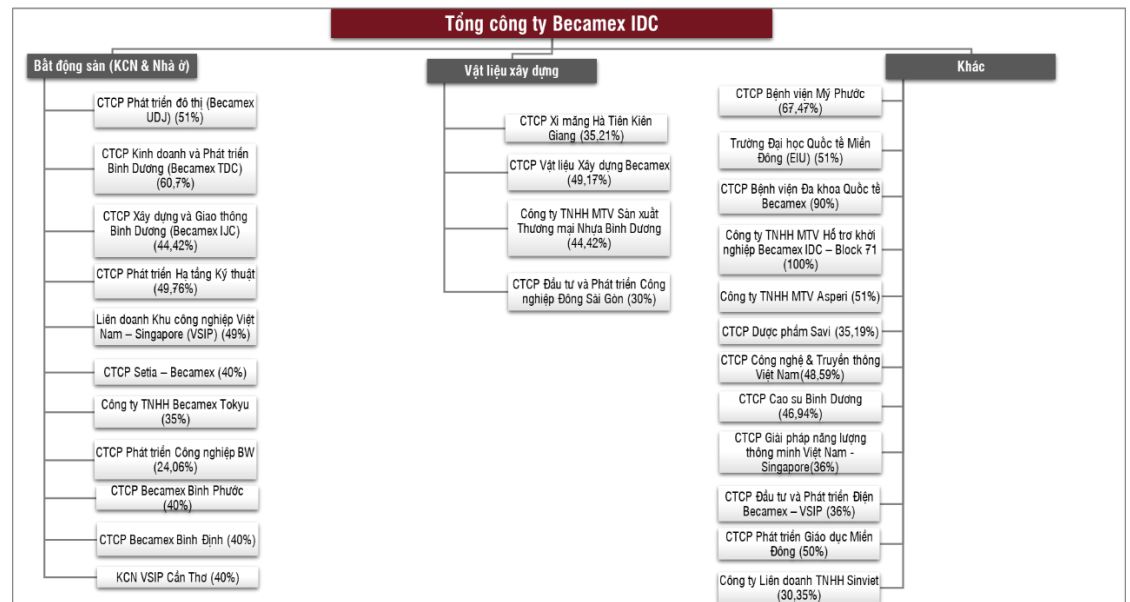 Tổng công ty Becamex IDC
Bất động sản (KCN & Nhà ở)
CTCP Phát triển đô thị (Becamex
UDJ) (51%)
CTCP Kinh doanh và Phát triển
Bình Dương (Becamex TDC)
(60,7%)
CTCP Xây dựng và Giao thông
Bình Dương (Becamex IJC)
(44,42%)
CTCP Phát triển Hạ tầng Kỹ thuật
(49,76%)
Liên doanh Khu công nghiệp Việt
Nam – Singapore (VSIP) (49%)
CTCP Setia – Becamex (40%)
Công ty TNHH Becamex Tokyu
(35%)
CTCP Phát triển Công nghiệp BW
(24,06%)
CTCP Becamex Bình Phước
(40%)
CTCP Becamex Bình Định (40%)
KCN VSIP Cần Thơ (40%)
Vật liệu xây dựng
CTCP Xi măng Hà Tiên Kiên
Giang (35,21%)
CTCP Vật liệu Xây dựng Becamex
(49,17%)
Công ty TNHH MTV Sản xuất
Thương mại Nhựa Bình Dương
(44,42%)
CTCP Đầu tư và Phát triển Công
nghiệp Đông Sài Gòn (30%)
Khác
CTCP Bệnh viện Mỹ Phước
(67,47%)
Trường Đại học Quốc tế Miền
Đông (EIU) (51%)
CTCP Bệnh viện Đa khoa Quốc tế
Becamex (90%)
Công ty TNHH MTV Hỗ trợ khởi
nghiệp Becamex IDC – Block 71
(100%)
Công ty TNHH MTV Asperi (51%)
CTCP Dược phẩm Savi (35,19%)
CTCP Công nghệ & Truyền thông
Việt Nam(48,59%)
CTCP Cao su Bình Dương
(46,94%)
CTCP Giải pháp năng lượng
thông minh Việt Nam -
Singapore(36%)
CTCP Đầu tư và Phát triển Điện
Becamex – VSIP (36%)
CTCP Phát triển Giáo dục Miền
Đông (50%)
Công ty Liên doanh TNHH Sinviet
(30,35%)